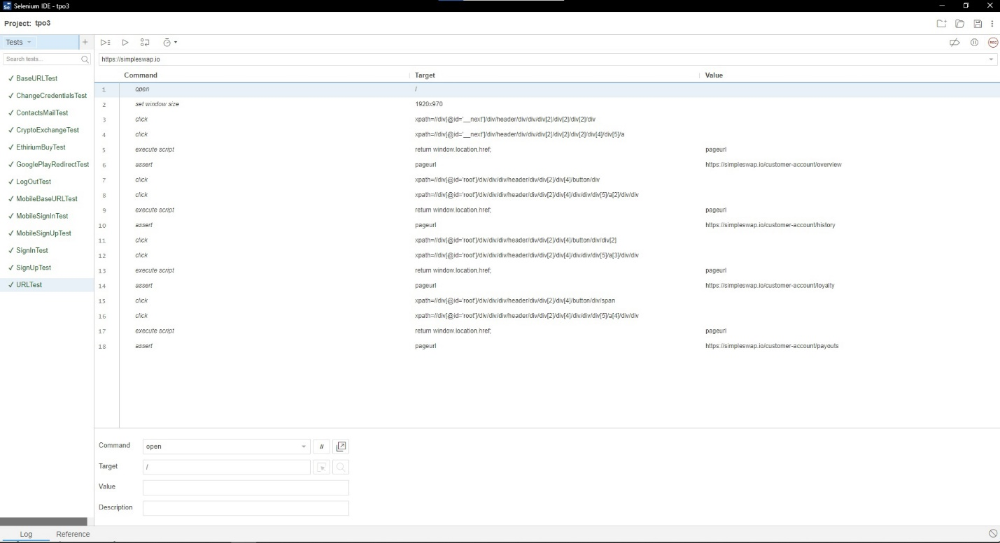 Selenium IDE - tpo3
Project: tpo3
Tests
Search tests...
✓ BaseURLTest
✓ ChangeCredentialsTest
✓ ContactsMailTest
✓ CryptoExchangeTest
✓ EthiriumBuyTest
✓ GooglePlayRedirectTest
✓ LogOutTest
✓ MobileBaseURLTest
✓ MobileSignInTest
✓ MobileSignUpTest
✓ SignInTest
✓ SignUpTest
✓ URLTest
REC
https://simpleswap.io
Command Target Value
1 open /
2 set window size 1920x970
3 click xpath=//div[@id='__next']/div/header/div/div/div[2]/div[2]/div[2]/div
4 click xpath=//div[@id='__next']/div/header/div/div/div[2]/div[2]/div[2]/div[4]/div[5]/a
5 execute script return window.location.href; pageurl
6 assert pageurl https://simpleswap.io/customer-account/overview
7 click xpath=//div[@id='root']/div/div/div/header/div/div[2]/div[4]/button/div
8 click xpath=//div[@id='root']/div/div/div/header/div/div[2]/div[4]/div/div/div[5]/a[2]/div/div
9 execute script return window.location.href; pageurl
10 assert pageurl https://simpleswap.io/customer-account/history
11 click xpath=//div[@id='root']/div/div/div/header/div/div[2]/div[4]/button/div/div[2]
12 click xpath=//div[@id='root']/div/div/div/header/div/div[2]/div[4]/div/div/div[5]/a[3]/div/div
13 execute script return window.location.href; pageurl
14 assert pageurl https://simpleswap.io/customer-account/loyalty
15 click xpath=//div[@id='root']/div/div/div/header/div/div[2]/div[4]/button/div/span
16 click xpath=//div[@id='root']/div/div/div/header/div/div[2]/div[4]/div/div/div[5]/a[4]/div/div
17 execute script return window.location.href; pageurl
18 assert pageurl https://simpleswap.io/customer-account/payouts
Command open //
Target /
Value
Description
Log Reference